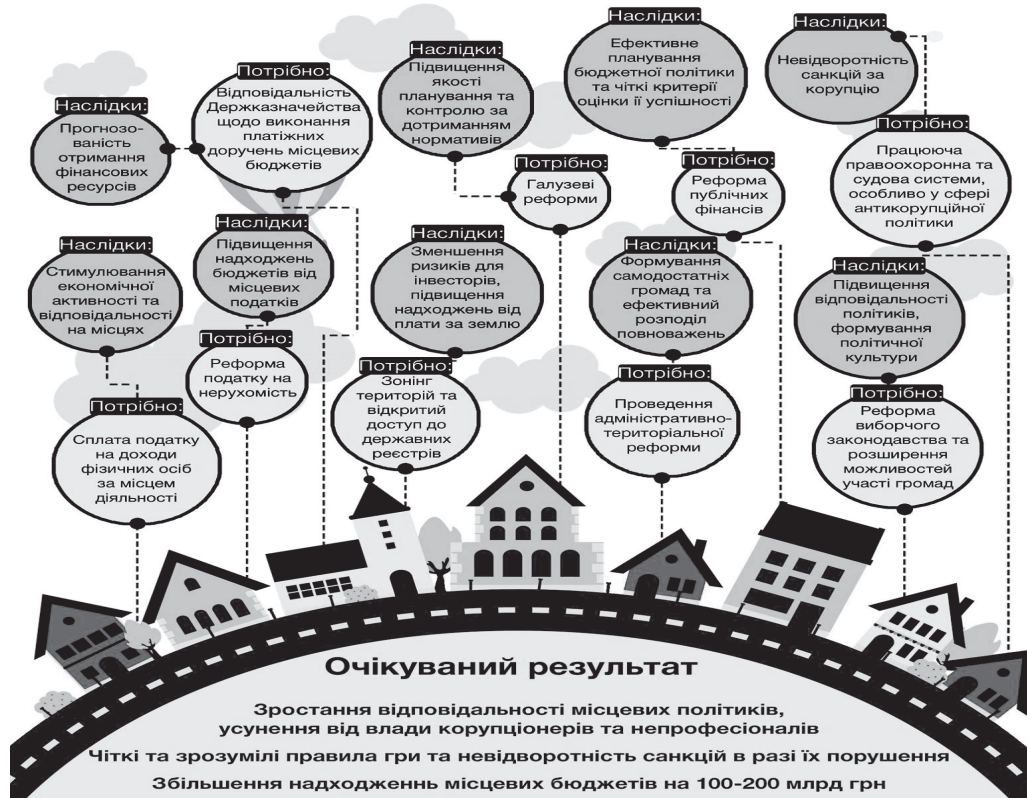 Наслідки:
Прогнозо-
ваність
отримання
фінансових
ресурсів
Потрібно:
Відповідальність
Держказначейства
щодо виконання
платіжних
доручень місцевих
бюджетів
Наслідки:
Підвищення
якості
планування та
контролю за
дотриманням
нормативів
Потрібно:
Галузеві
реформи
Наслідки:
Ефективне
планування
бюджетної політики
та чіткі критерії
оцінки її успішності
Потрібно:
Реформа
публічних
фінансів
Наслідки:
Невідворотність
санкцій за
корупцію
Потрібно:
Працююча
правоохоронна та
судова системи,
особливо у сфері
антикорупційної
політики
Наслідки:
Стимулювання
економічної
активності та
відповідальності
на місцях
Потрібно:
Сплата податку
на доходи
фізичних осіб
за місцем
діяльності
Наслідки:
Підвищення
надходжень
бюджетів від
місцевих
податків
Потрібно:
Реформа
податку на
нерухомість
Наслідки:
Зменшення
ризиків для
інвесторів,
підвищення
надходжень від
плати за землю
Потрібно:
Зонінг
територій та
відкритий
доступ до
державних
реєстрів
Наслідки:
Формування
самодостатніх
громад та
ефективний
розподіл
повноважень
Потрібно:
Проведення
адміністративно-
територіальної
реформи
Наслідки:
Підвищення
відповідальності
політиків,
формування
політичної
культури
Потрібно:
Реформа
виборчого
законодавства та
розширення
можливостей
участі громад
Очікуваний результат
Зростання відповідальності місцевих політиків,
усунення від влади корупціонерів та непрофесіоналів
Чіткі та зрозумілі правила гри та невідворотність санкцій в разі їх порушення
Збільшення надходженнь місцевих бюджетів на 100-200 млрд грн